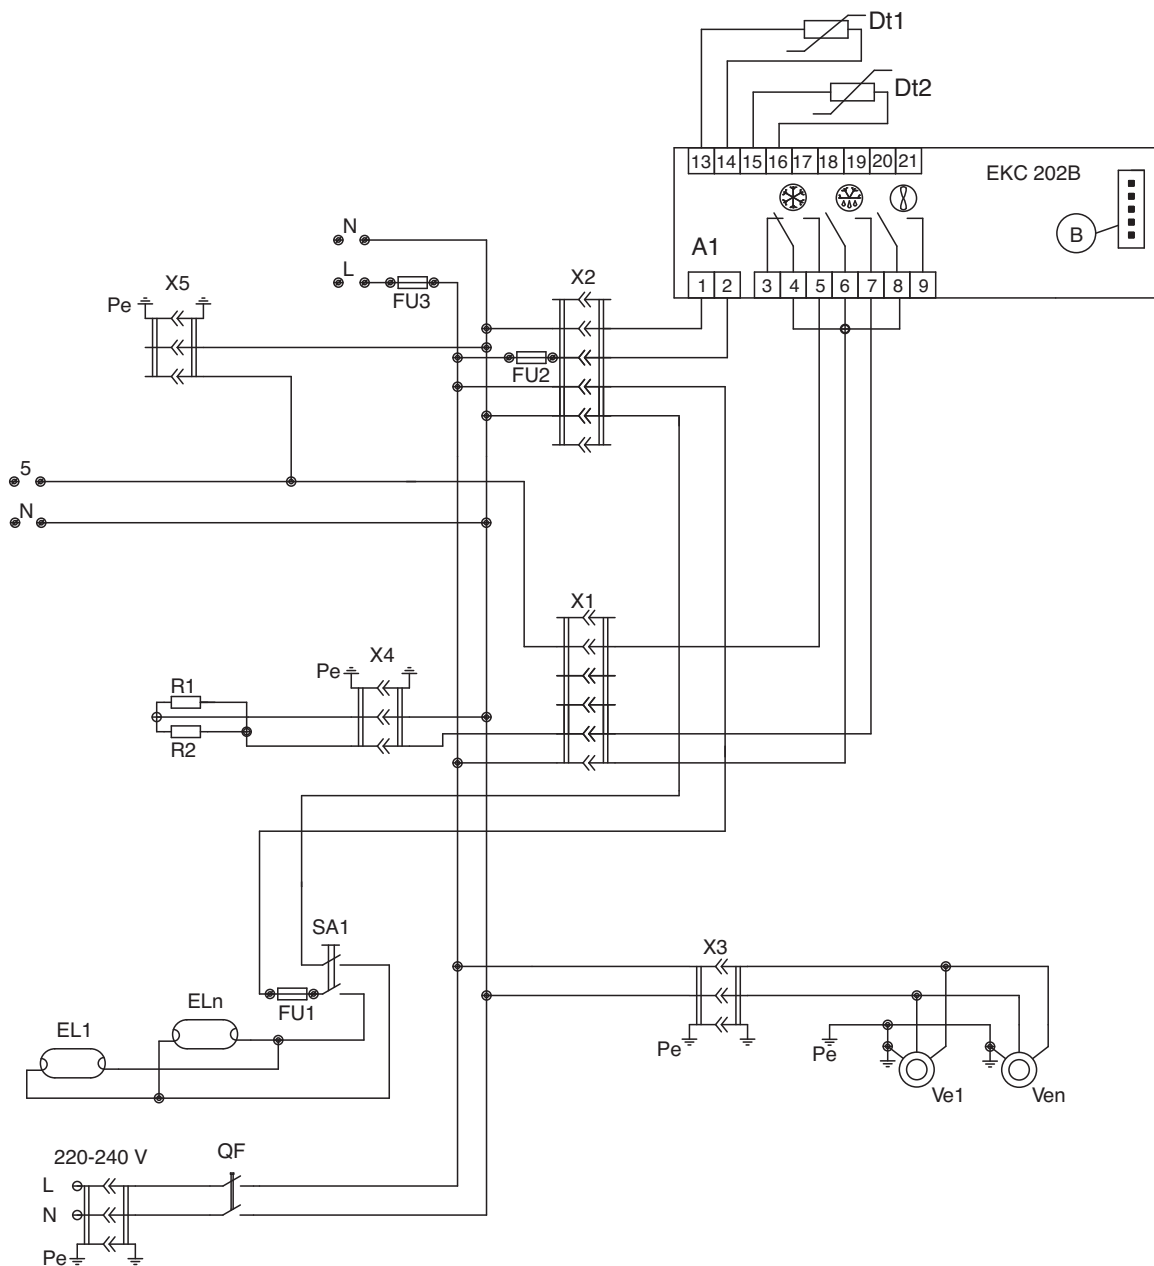 Dt1
Dt2
13 14 15 16 17 18 19 20 21
EKC 202B
B
A1
1 2 3 4 5 6 7 8 9
N
L
FU3
X2
X5
Pe
FU2
5
N
X1
X4
Pe
R1
R2
SA1
X3
FU1
ELn
EL1
Pe
Pe
Ve1
Ven
220-240 V
QF
L
N
Pe